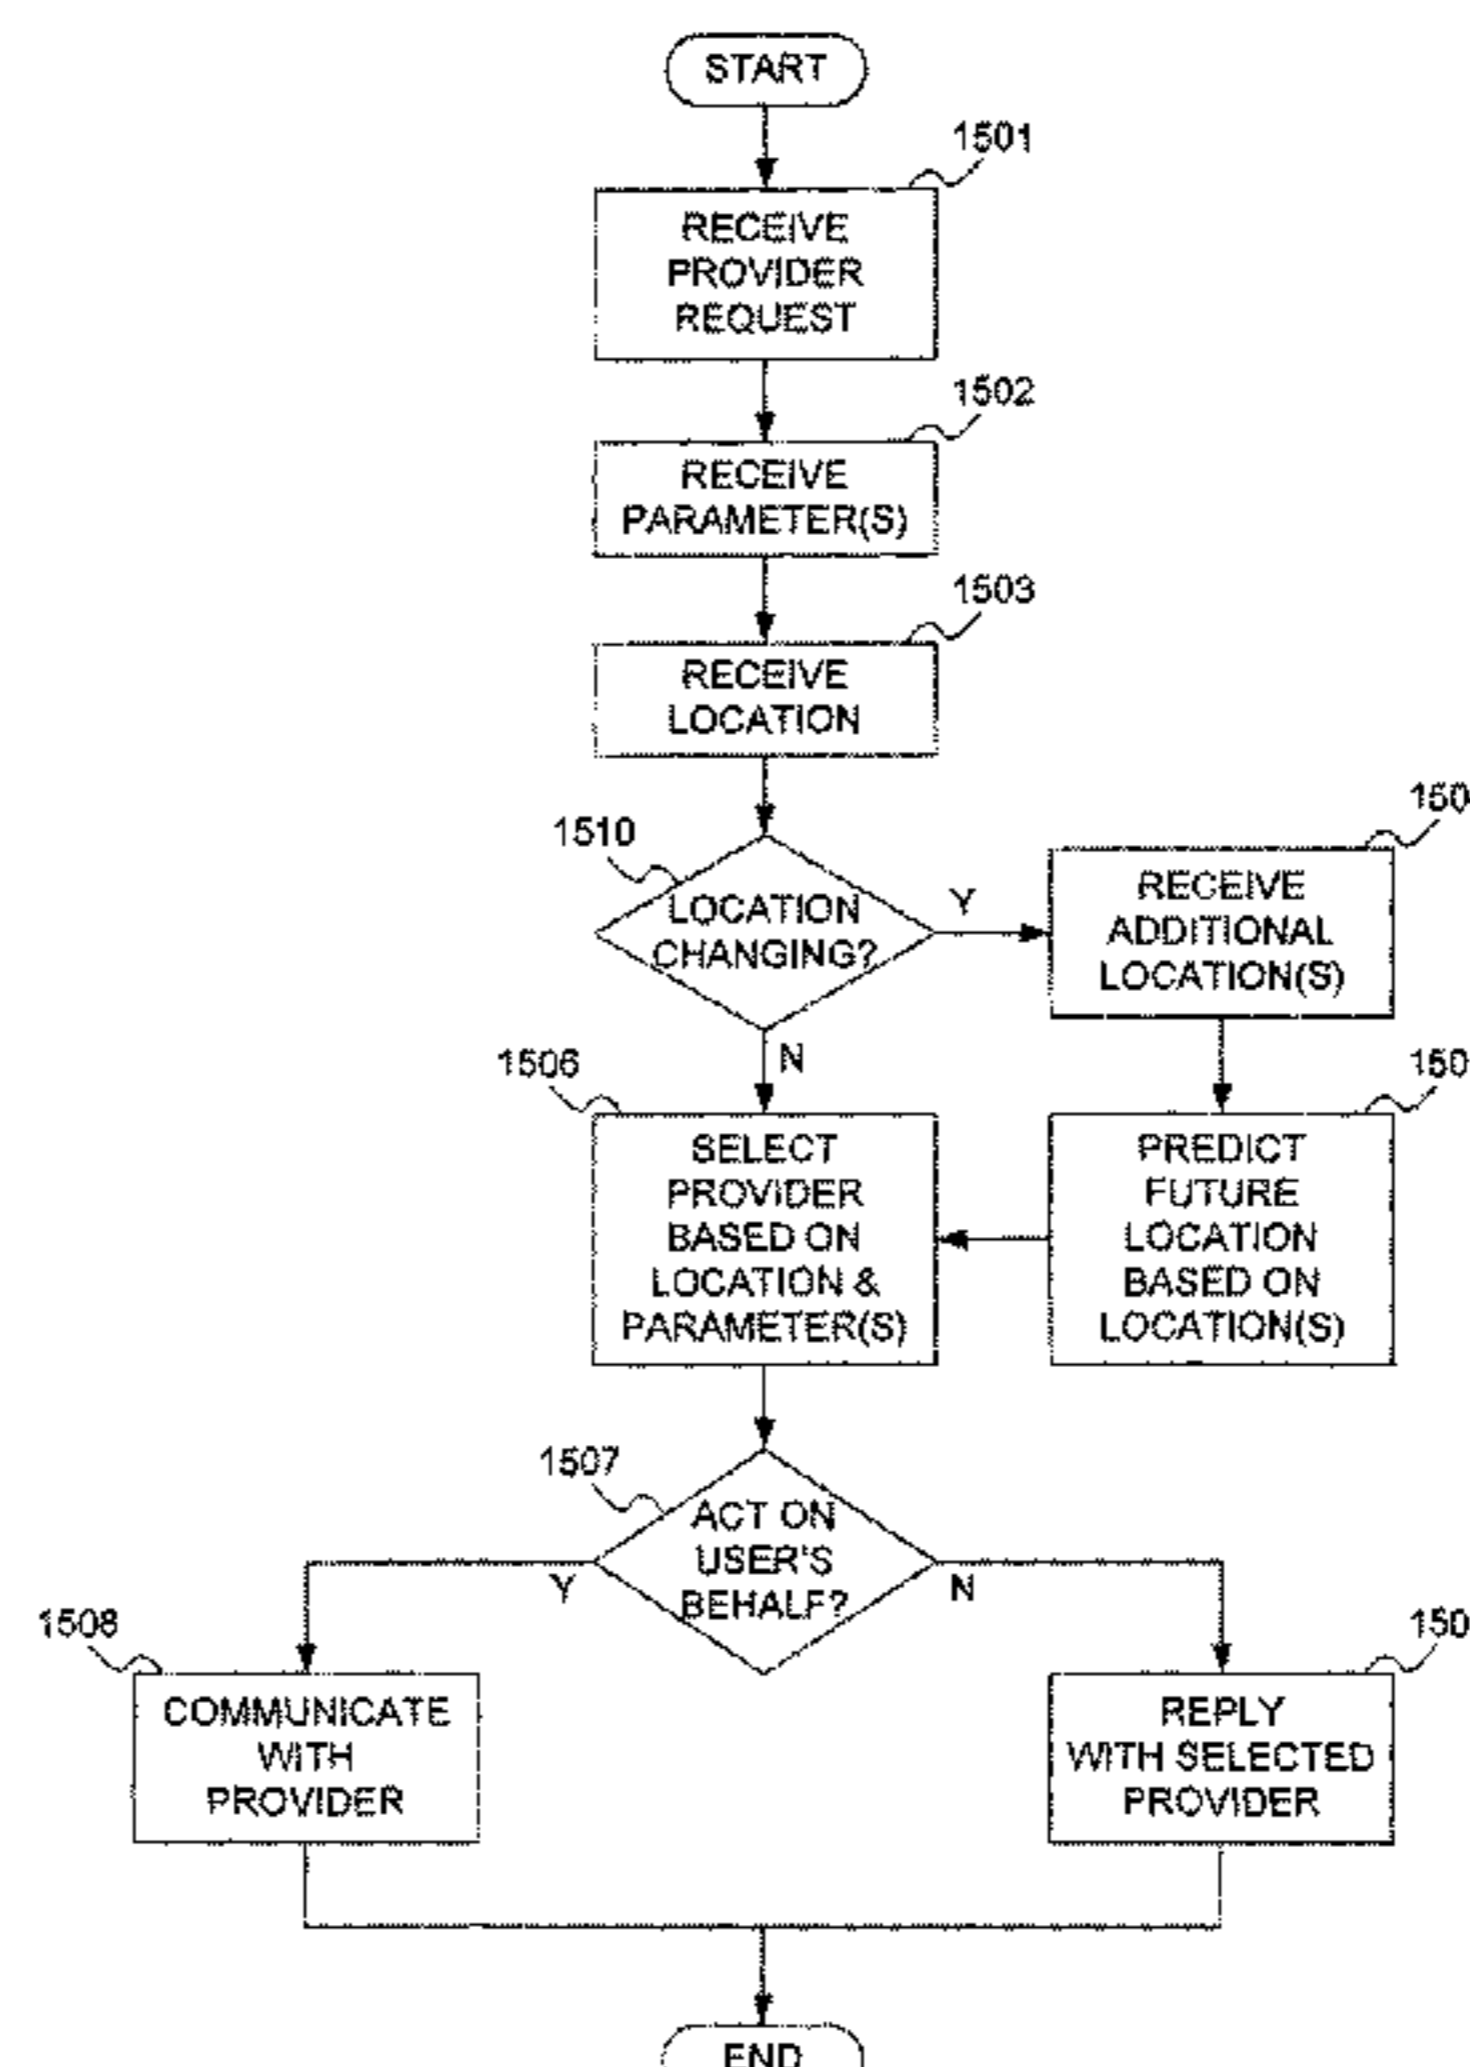 START
1501
RECEIVE
PROVIDER
REQUEST
1502
RECEIVE
PARAMETER(S)
1503
RECEIVE
LOCATION
1510
LOCATION
CHANGING?
Y
N
150
RECEIVE
ADDITIONAL
LOCATION(S)
1506
SELECT
PROVIDER
BASED ON
LOCATION &
PARAMETER(S)
150
PREDICT
FUTURE
LOCATION
BASED ON
LOCATION(S)
1507
ACT ON
USER'S
BEHALF?
Y
N
1508
COMMUNICATE
WITH
PROVIDER
150
REPLY
WITH SELECTED
PROVIDER
END